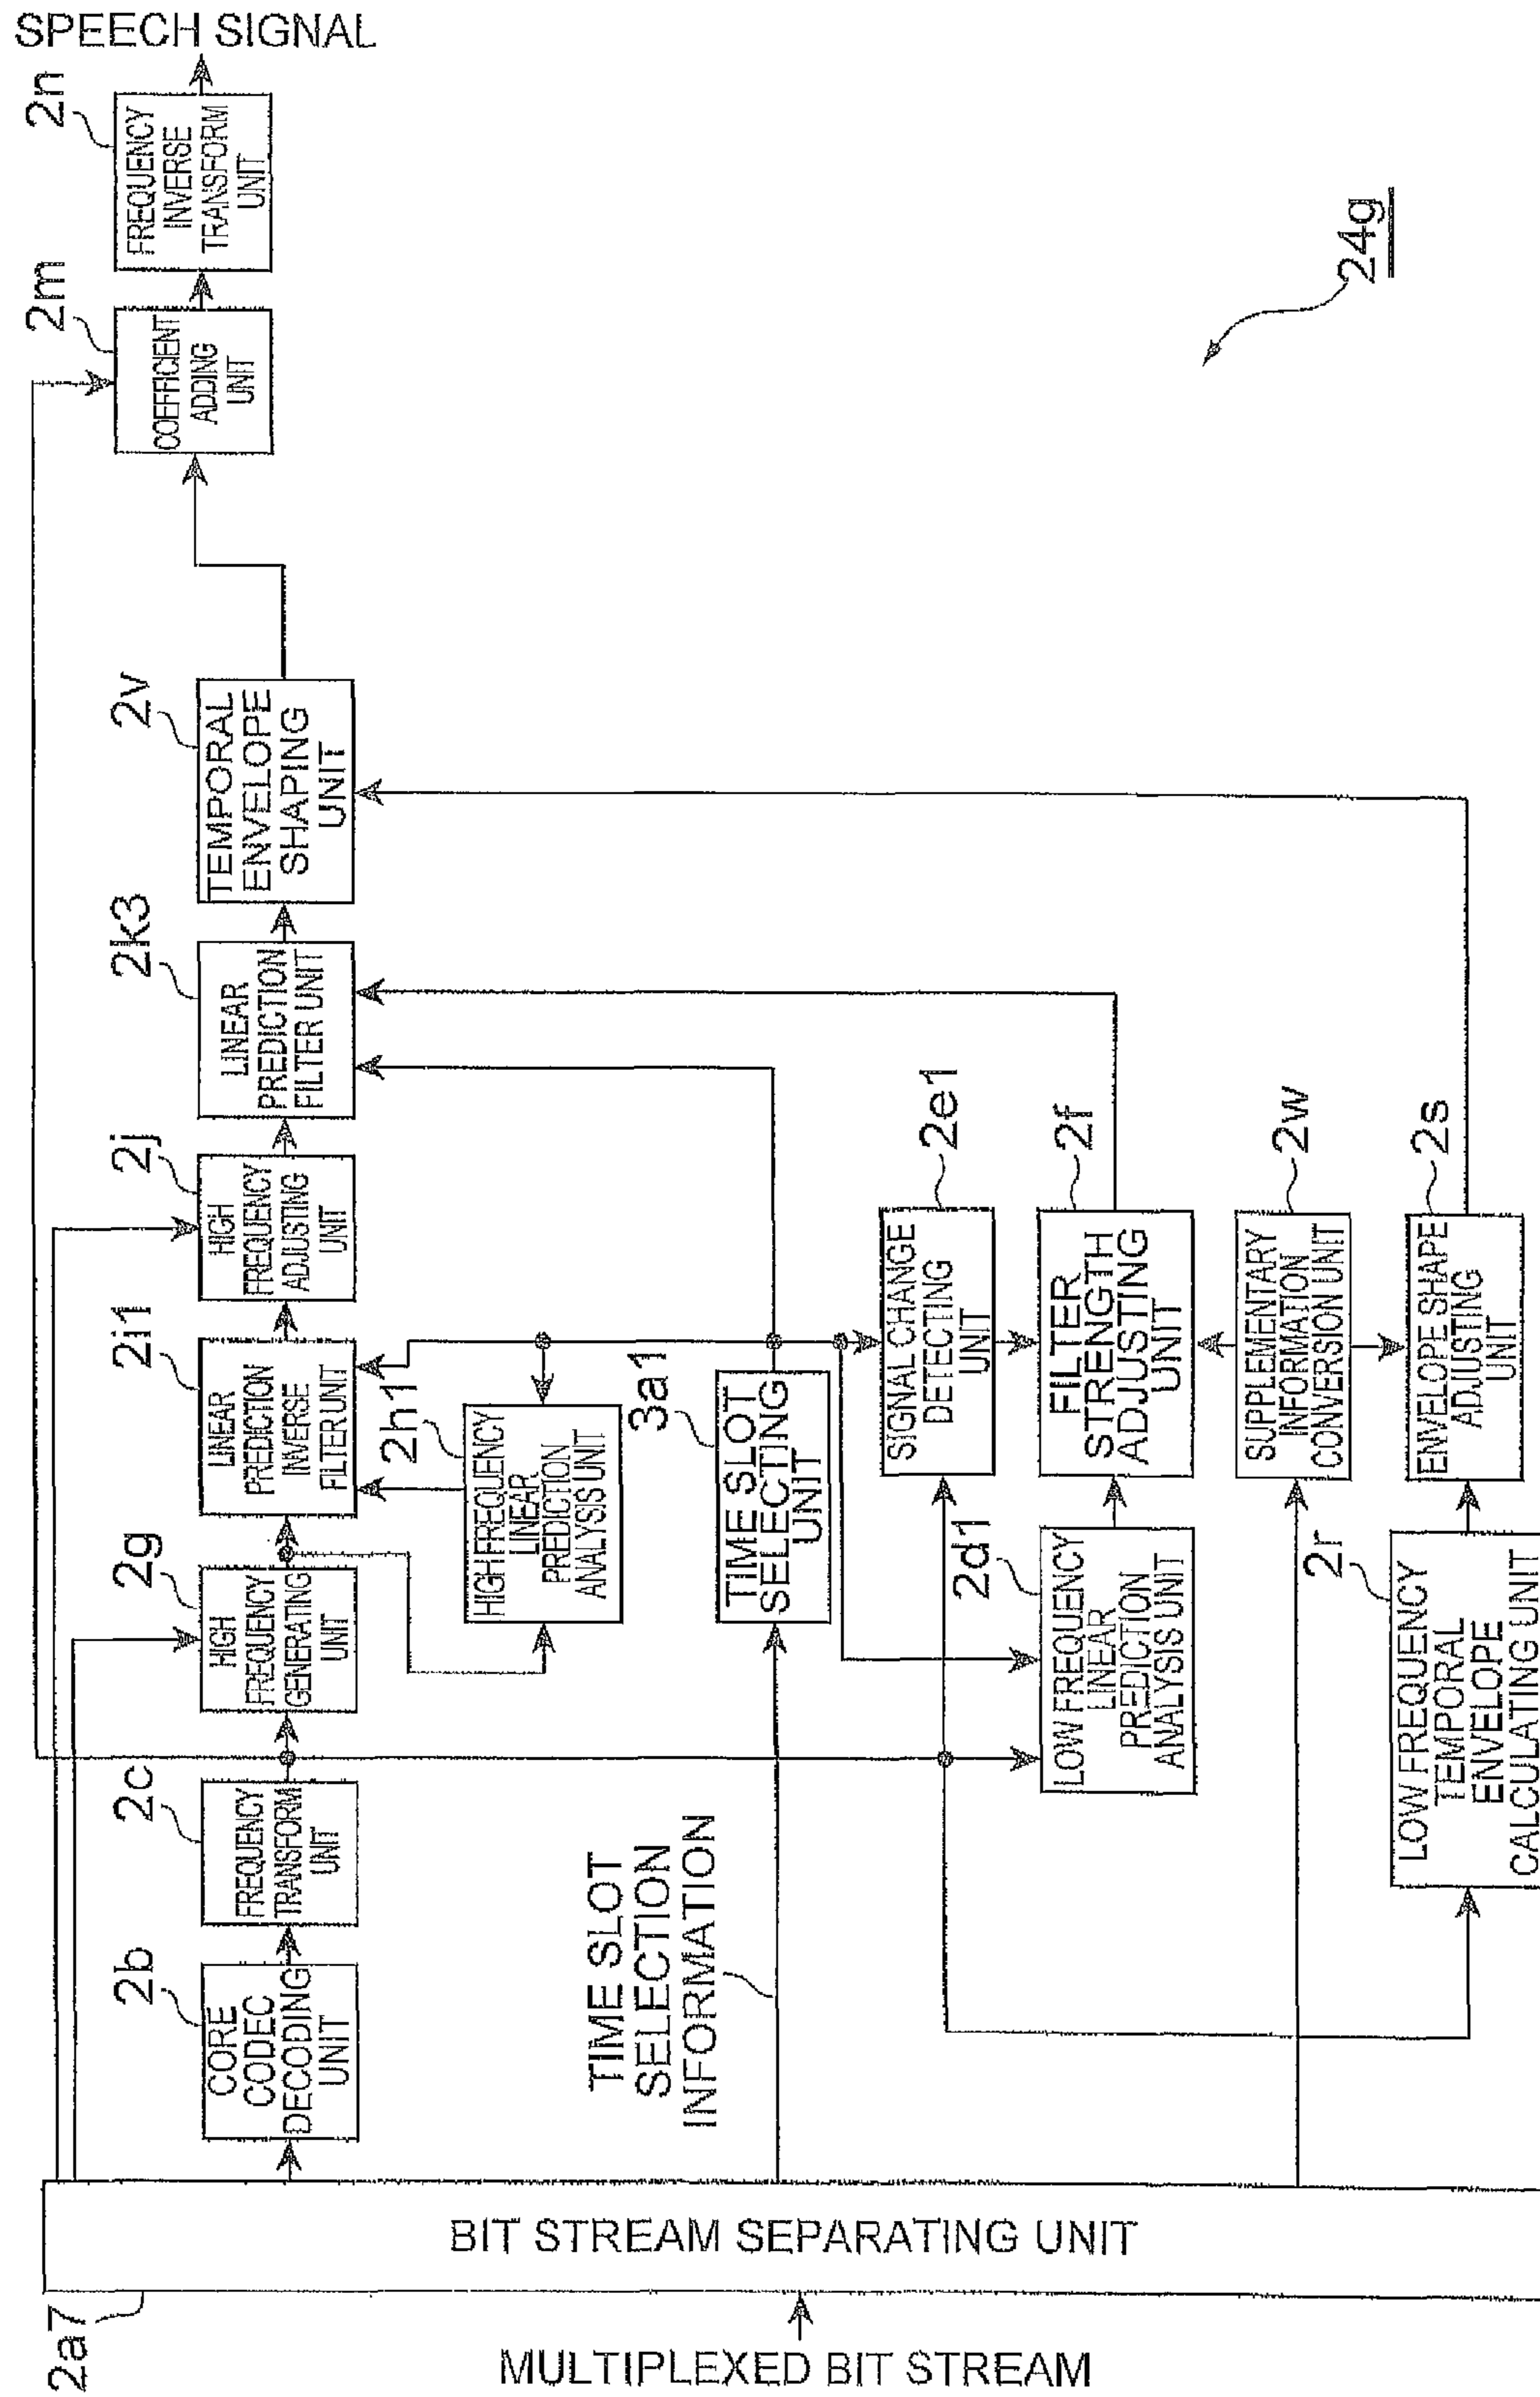 SPEECH SIGNAL
2n
FREQUENCY
INVERSE
TRANSFORM
UNIT
2m
COEFFICIENT
ADDING
UNIT
24g
2v
TEMPORAL
ENVELOPE
SHAPING
UNIT
2k3
LINEAR
PREDICTION
FILTER UNIT
2j
HIGH
FREQUENCY
ADJUSTING
UNIT
2i1
LINEAR
PREDICTION
INVERSE
FILTER UNIT
2h1
HIGH FREQUENCY
LINEAR
PREDICTION
ANALYSIS UNIT
2g
HIGH
FREQUENCY
GENERATING
UNIT
3a1
TIME SLOT
SELECTING
UNIT
2e1
SIGNAL CHANGE
DETECTING
UNIT
2f
FILTER
STRENGTH
ADJUSTING
UNIT
2w
SUPPLEMENTARY
INFORMATION
CONVERSION UNIT
2s
ENVELOPE SHAPE
ADJUSTING
UNIT
2d1
LOW FREQUENCY
LINEAR
PREDICTION
ANALYSIS UNIT
2r
LOW FREQUENCY
TEMPORAL
ENVELOPE
CALCULATING UNIT
2c
FREQUENCY
TRANSFORM
UNIT
2b
CORE
CODEC
DECODING
UNIT
TIME SLOT
SELECTION
INFORMATION
BIT STREAM SEPARATING UNIT
2a7
MULTIPLEXED BIT STREAM